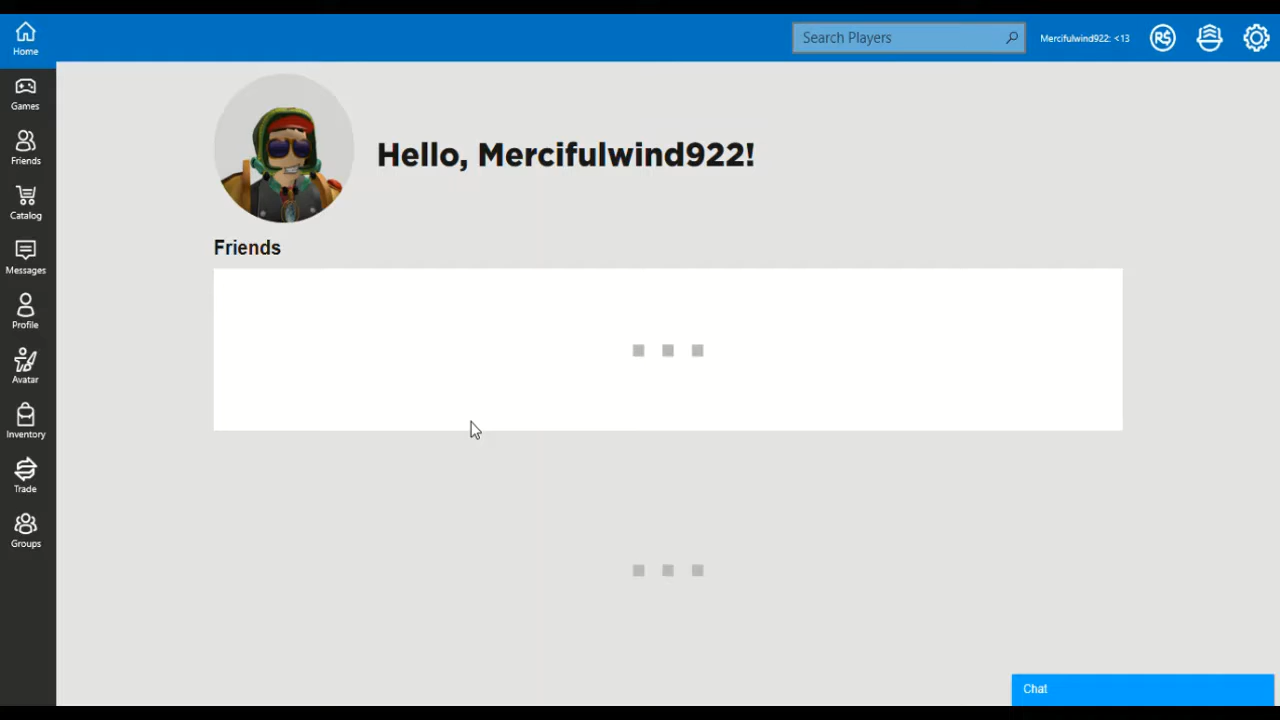 Home
Search Players
Mercifulwind922: <13
R$
Games
Friends
Catalog
Messages
Profile
Avatar
Inventory
Trade
Groups
Hello, Mercifulwind922!
Friends
Chat